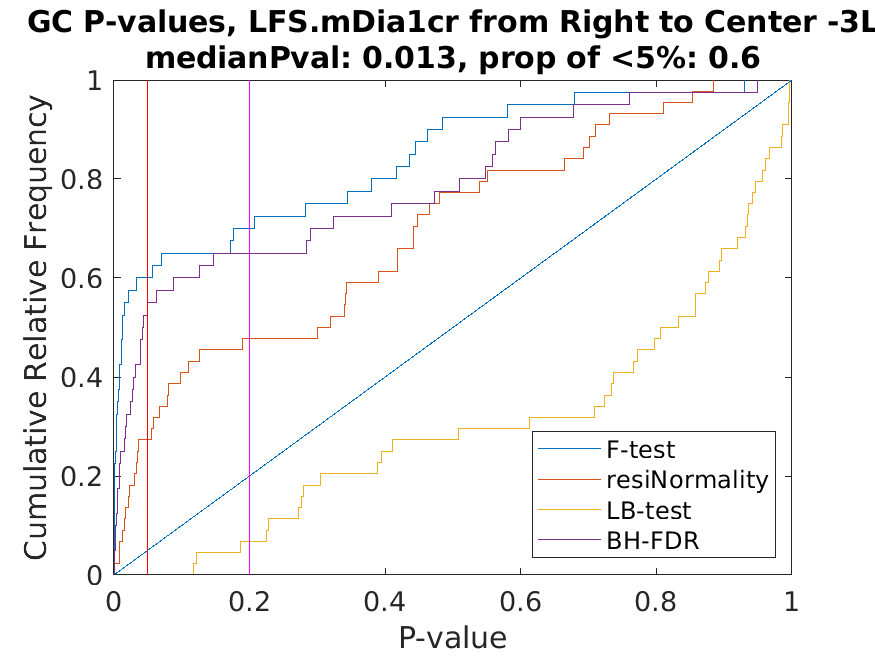 GC P-values, LFS.mDia1cr from Right to Center -3L
medianPval: 0.013, prop of <5%: 0.6
Cumulative Relative Frequency
1
0.8
0.6
0.4
0.2
0
F-test
resiNormality
LB-test
BH-FDR
0 0.2 0.4 0.6 0.8 1
P-value